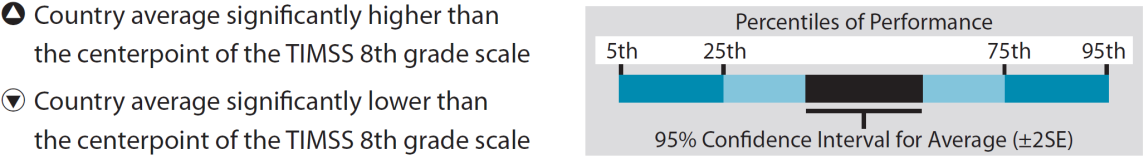 Country average significantly higher than
the centerpoint of the TIMSS 8th grade scale
Country average significantly lower than
the centerpoint of the TIMSS 8th grade scale
Percentiles of Performance
5th 25th 75th 95th
95% Confidence Interval for Average (±2SE)